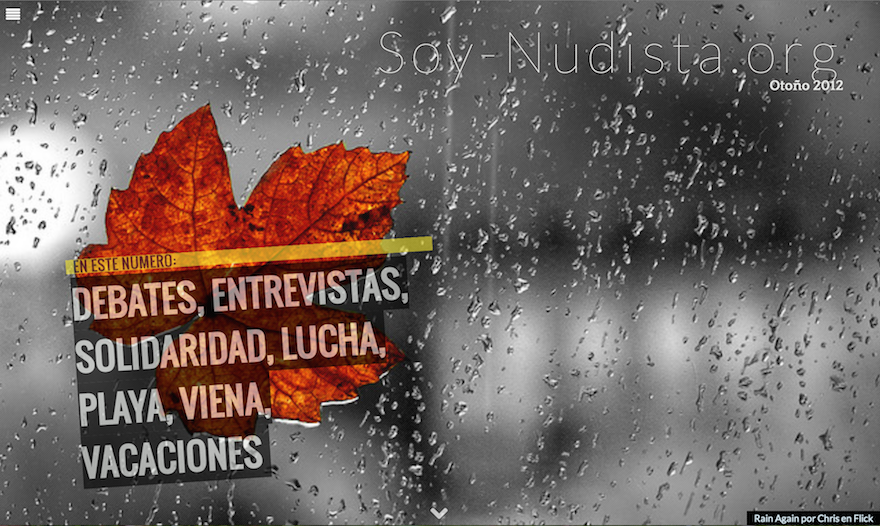 Soy-Nudista.org
Otoño 2012
EN ESTE NUMERO:
DEBATES, ENTREVISTAS,
SOLIDARIDAD, LUCHA,
PLAYA, VIENA,
VACACIONES
Rain Again por Chris en Flick